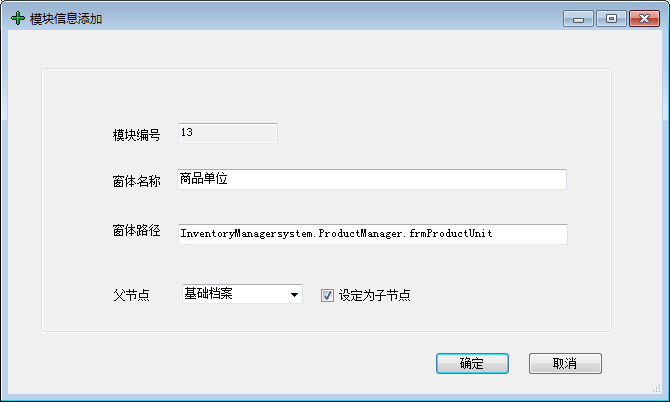 模块信息添加
模块编号 13
窗体名称 商品单位
窗体路径 InventoryManagersystem.ProductManager.frmProductUnit
父节点 基础档案 设定为子节点
确定 取消